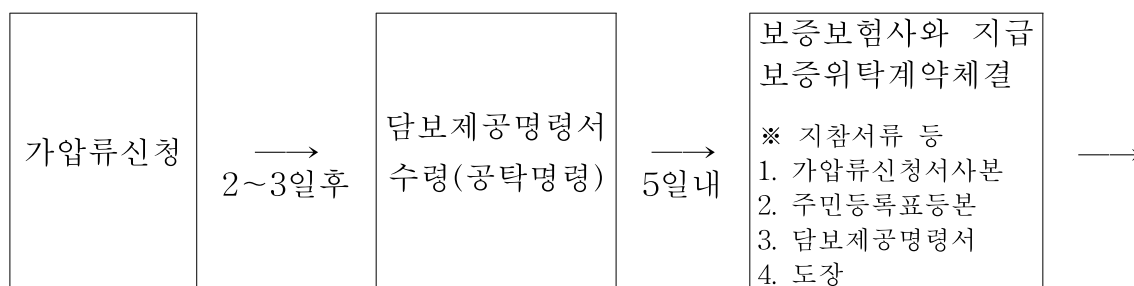 가압류신청
──→
2~3일후
담보제공명령서
수령(공탁명령)
──→
5일내
보증보험사와 지급
보증위탁계약체결
※ 지참서류 등
1. 가압류신청서사본
2. 주민등록표등본
3. 담보제공명령서
4. 도장
──→